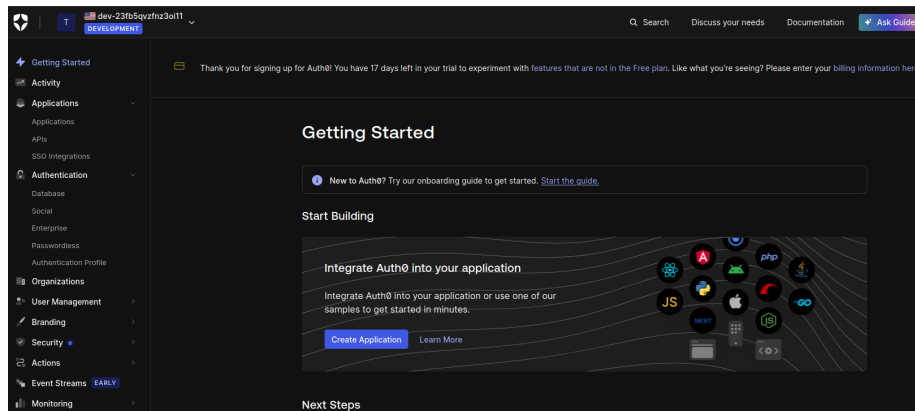 T
dev-23fb5qvzfnz3oi11
DEVELOPMENT
Search
Discuss your needs
Documentation
Ask Guide
Getting Started
Activity
Applications
Applications
APIs
SSO Integrations
Authentication
Database
Social
Enterprise
Passwordless
Authentication Profile
Organizations
User Management
Branding
Security
Actions
Event Streams EARLY
Monitoring
Thank you for signing up for Auth0! You have 17 days left in your trial to experiment with features that are not in the Free plan. Like what you're seeing? Please enter your billing information here
Getting Started
New to Auth0? Try our onboarding guide to get started. Start the guide.
Start Building
Integrate Auth0 into your application
Integrate Auth0 into your application or use one of our
samples to get started in minutes.
Create Application
Learn More
php
JS
GO
NEXT
JS
Next Steps